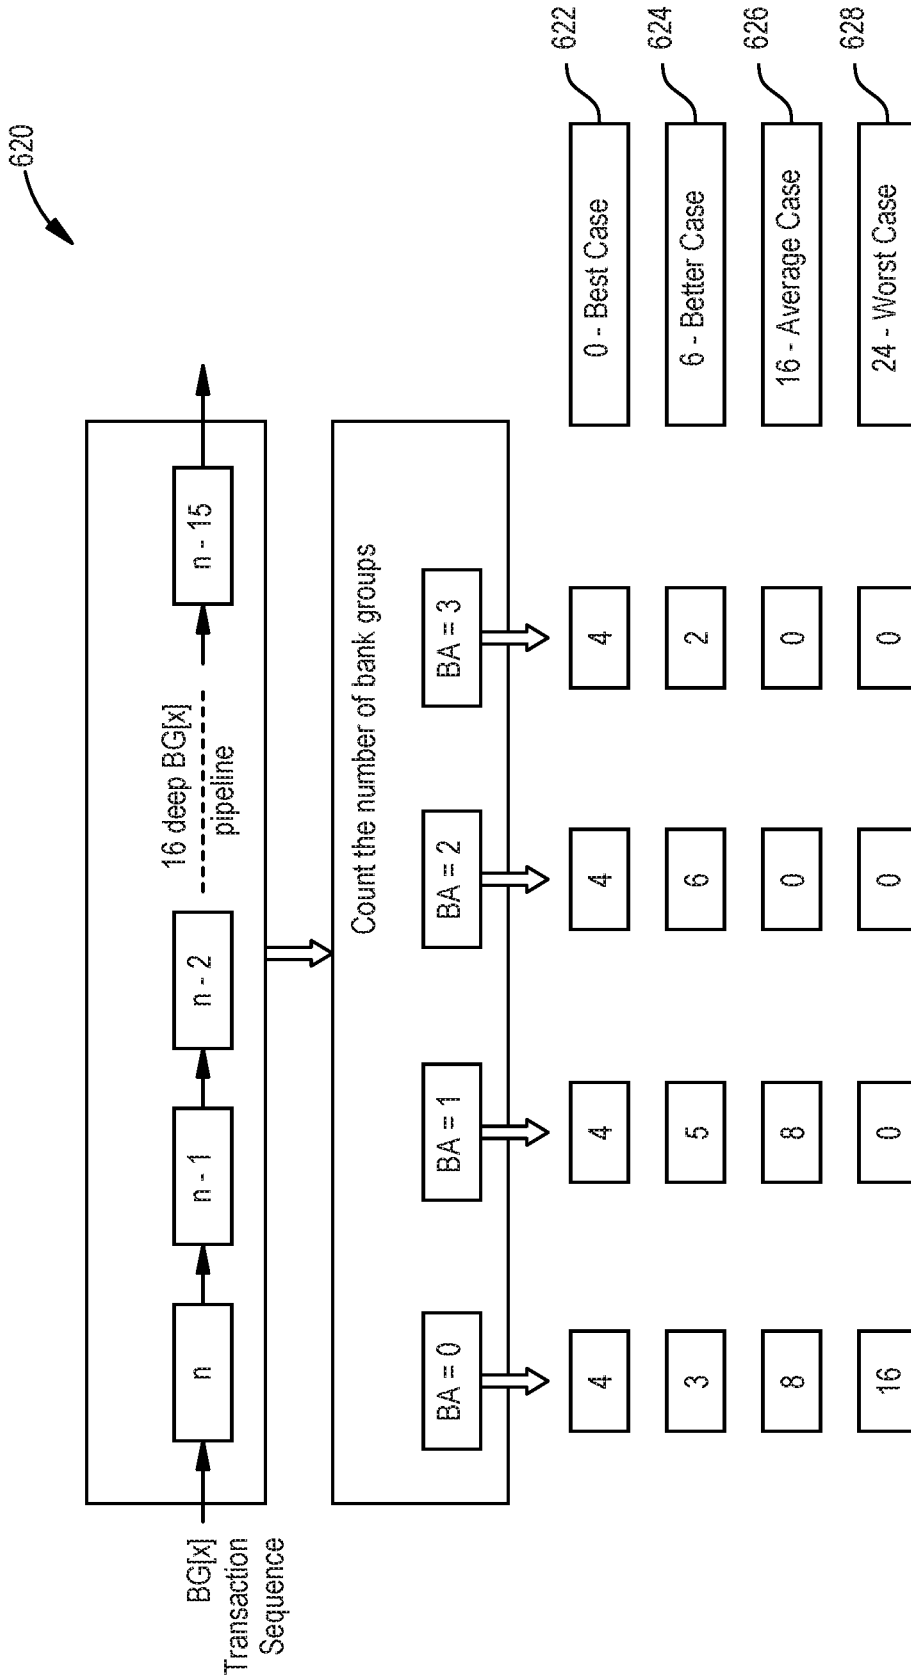 620
BG[x]
Transaction
Sequence
n
n - 1
n - 2
16 deep BG[x]
pipeline
n - 15
Count the number of bank groups
BA = 0
BA = 1
BA = 2
BA = 3
4
4
4
4
0 - Best Case
622
3
5
6
2
6 - Better Case
624
8
8
0
0
16 - Average Case
626
16
0
0
0
24 - Worst Case
628